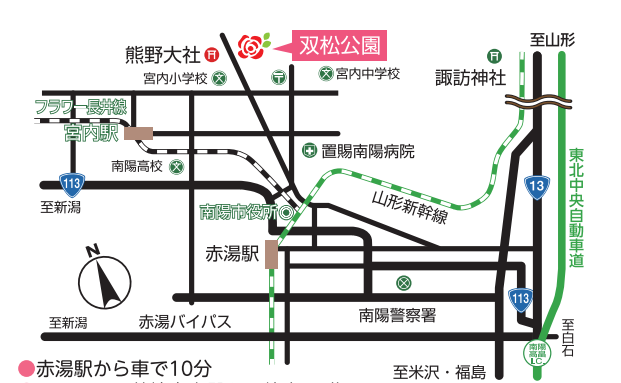 至山形
双松公園
熊野大社
宮内小学校
宮内中学校
諏訪神社
フラワー長井線
宮内駅
置賜南陽病院
南陽高校
113
至新潟
13
東北中央自動車道
山形新幹線
南陽市役所
赤湯駅
N
113
南陽警察署
至新潟
赤湯バイパス
至白石
南陽
高畠
I.C.
至米沢・福島
●赤湯駅から車で10分